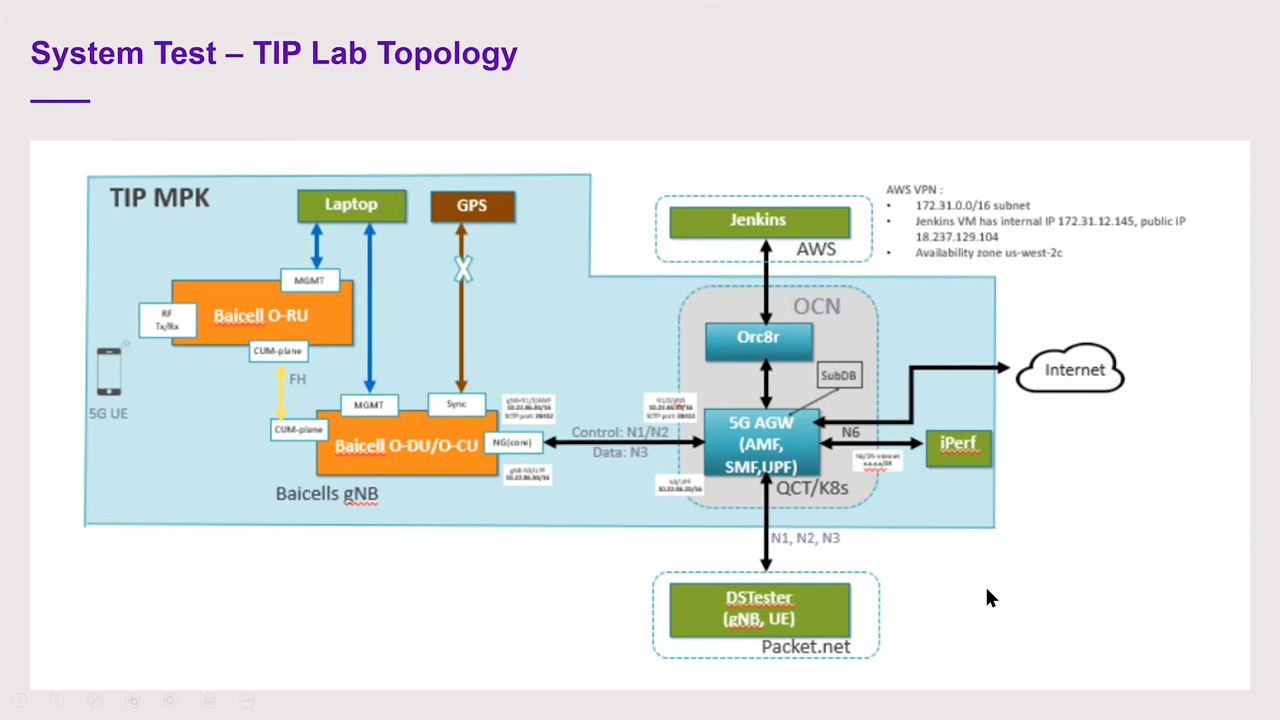 System Test – TIP Lab Topology
TIP MPK
Laptop
GPS
MGMT
RF
Tx/Rx
Baicell O-RU
CUM-plane
FH
5G UE
MGMT
Sync
CUM-plane
Baicell O-DU/O-CU
NG(core)
Baicells gNB
Control: N1/N2
Data: N3
Jenkins
AWS
AWS VPN :
• 172.31.0.0/16 subnet
• Jenkins VM has internal IP 172.31.12.145, public IP
18.237.129.104
• Availability zone us-west-2c
OCN
Orc8r
SubDB
5G AGW
(AMF,
SMF,UPF)
QCT/K8s
N6
iPerf
Internet
N1, N2, N3
DSTester
(gNB, UE)
Packet.net